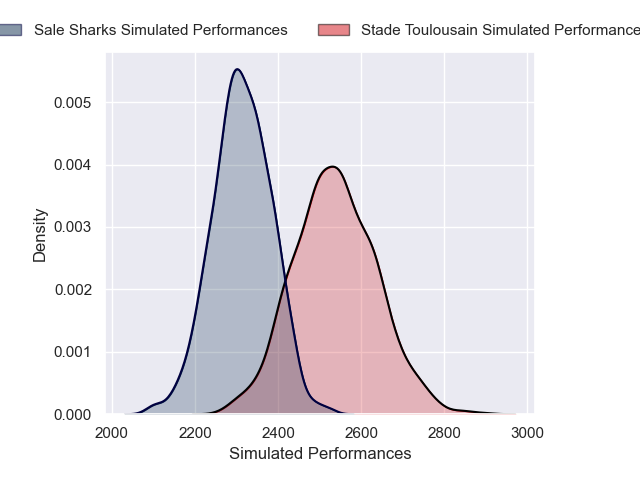 Sale Sharks Simulated Performances
Stade Toulousain Simulated Performance
0.005
0.004
0.003
0.002
0.001
0.000
Density
2000 2200 2400 2600 2800 3000
Simulated Performances